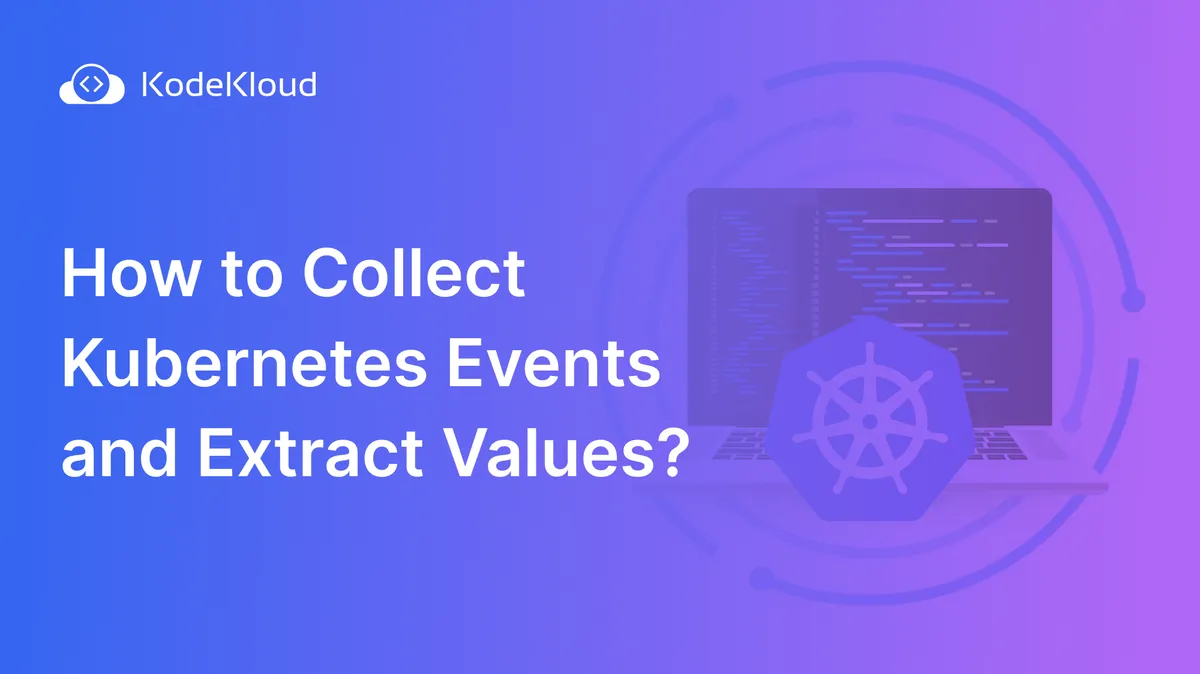 KodeKloud
How to Collect
Kubernetes Events
and Extract Values?